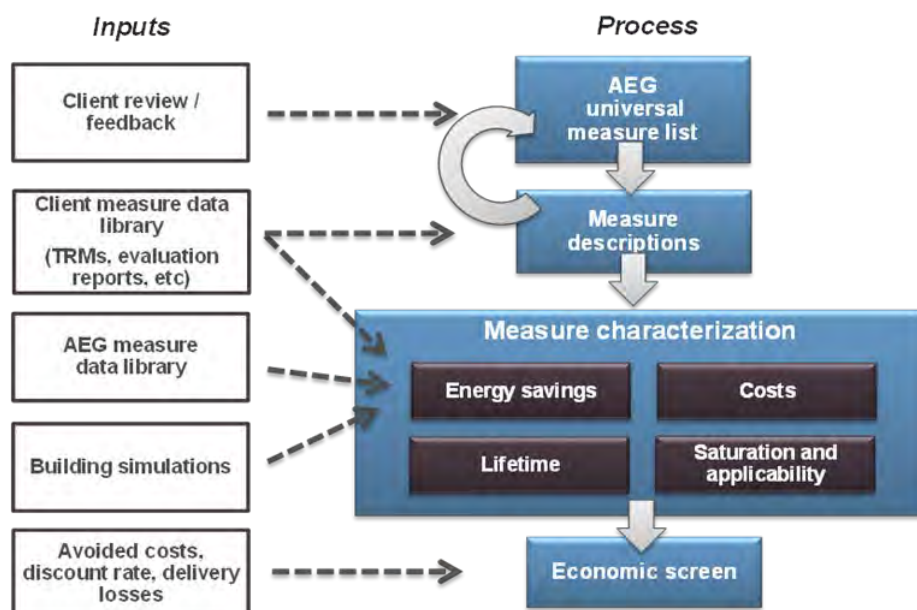 Inputs
Process
Client review /
feedback
AEG
universal
measure list
Client measure data
library
(TRMs, evaluation
reports, etc)
Measure
descriptions
AEG measure
data library
Measure characterization
Energy savings
Costs
Lifetime
Saturation and
applicability
Building simulations
Avoided costs,
discount rate, delivery
losses
Economic screen